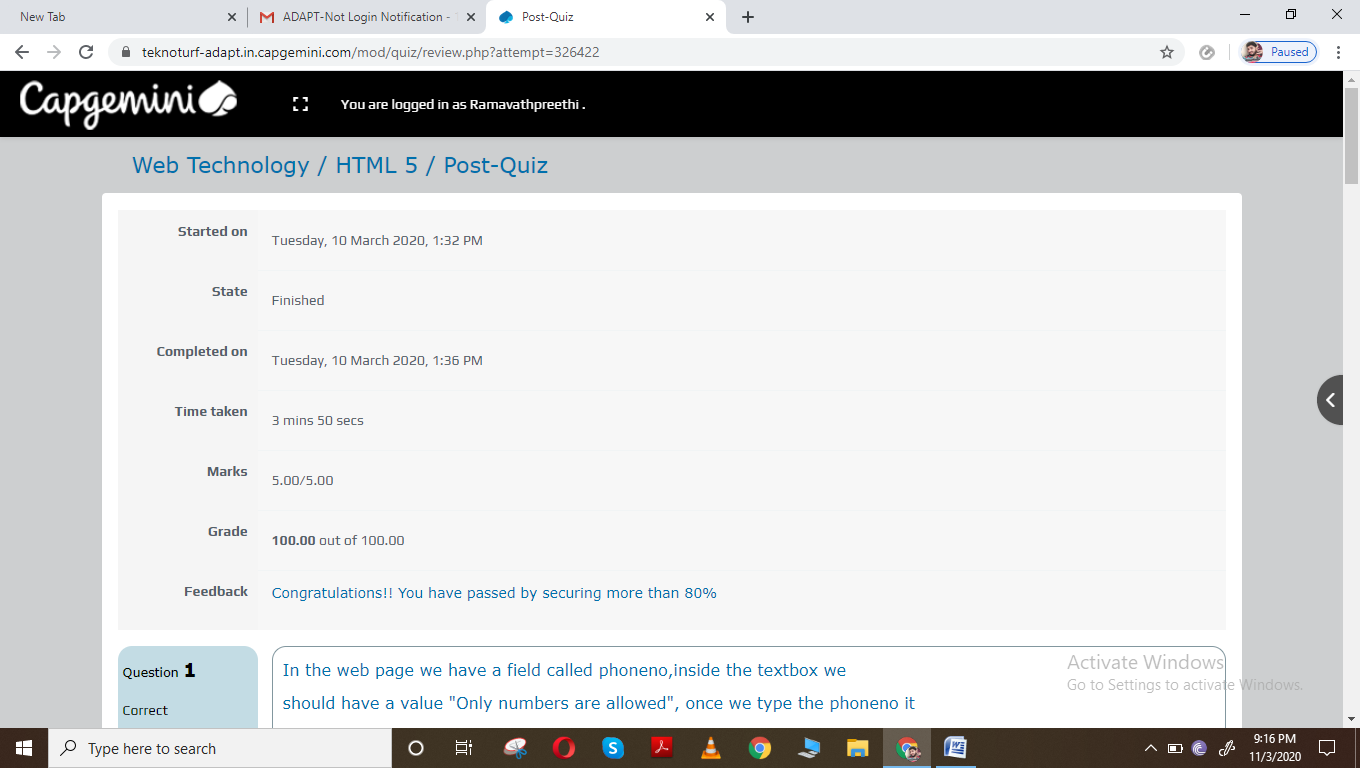 New Tab
ADAPT-Not Login Notification -
Post-Quiz
teknoturf-adapt.in.capgemini.com/mod/quiz/review.php?attempt=326422
Paused
Capgemini
You are logged in as Ramavathpreethi .
Web Technology / HTML 5 / Post-Quiz
Started on
Tuesday, 10 March 2020, 1:32 PM
State
Finished
Completed on
Tuesday, 10 March 2020, 1:36 PM
Time taken
3 mins 50 secs
Marks
5.00/5.00
Grade
100.00 out of 100.00
Feedback
Congratulations!! You have passed by securing more than 80%
Question 1
Correct
In the web page we have a field called phoneno,inside the textbox we
should have a value "Only numbers are allowed", once we type the phoneno it
Activate Windows
Go to Settings to activate Windows.
Type here to search
9:16 PM
11/3/2020